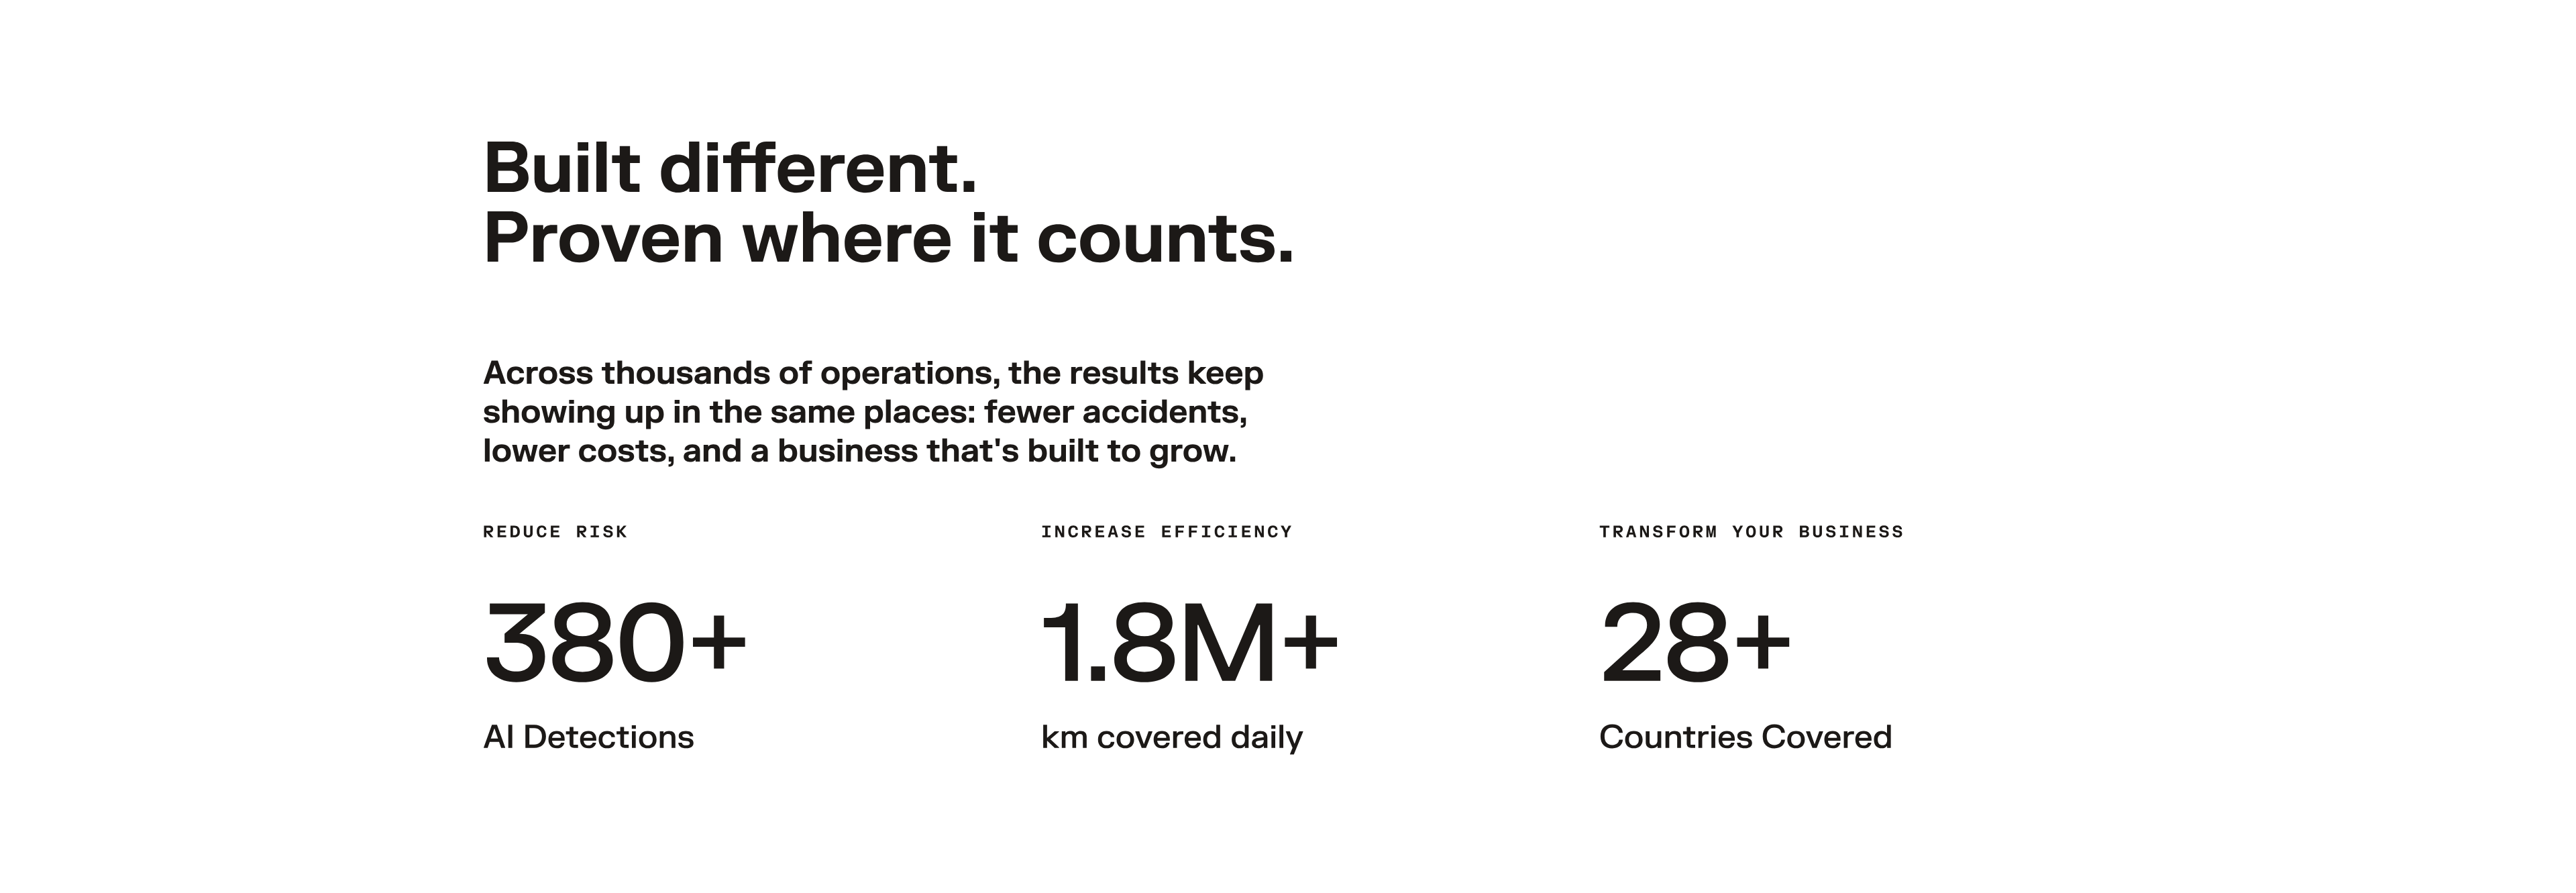 Built different.
Proven where it counts.
Across thousands of operations, the results keep
showing up in the same places: fewer accidents,
lower costs, and a business that's built to grow.
REDUCE RISK
380+
AI Detections
INCREASE EFFICIENCY
1.8M+
km covered daily
TRANSFORM YOUR BUSINESS
28+
Countries Covered